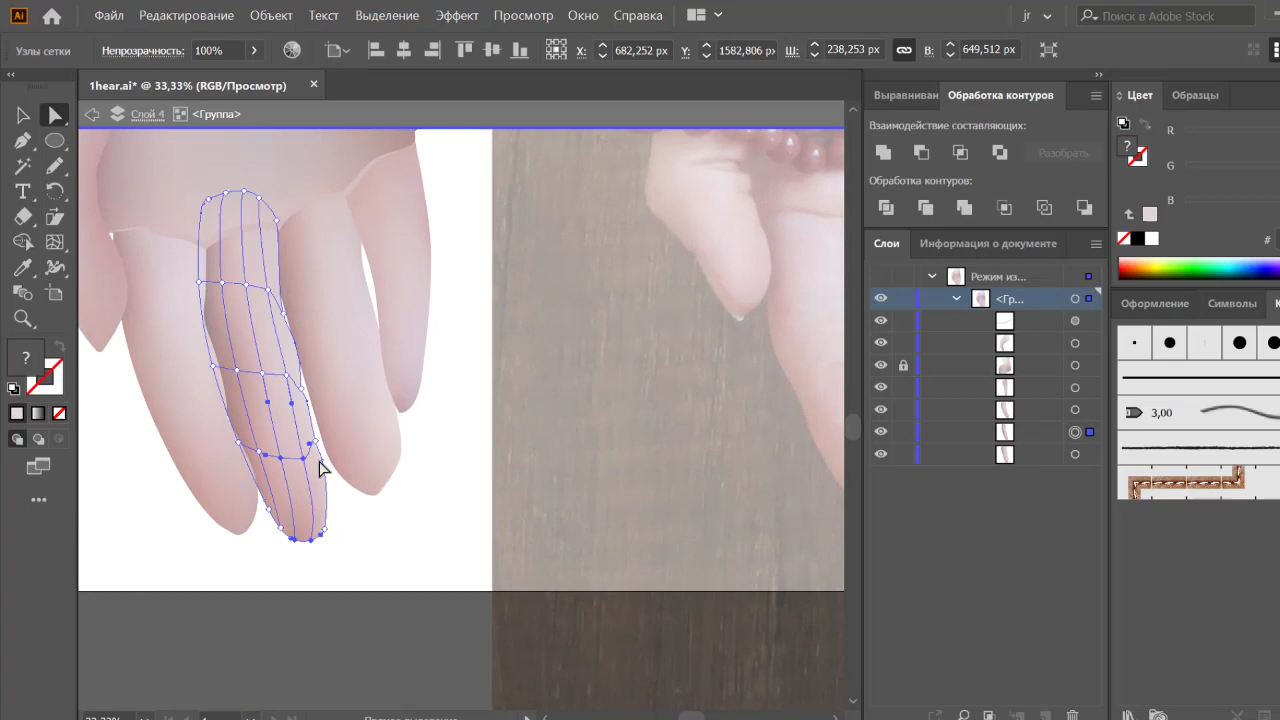 Ai
Файл Редактирование Объект Текст Выделение Эффект Просмотр Окно Справка
jr
Поиск в Adobe Stock
Узлы сетки
Непрозрачность: 100%
X: 682,252 px Y: 1582,806 px Ш: 238,253 px В: 649,512 px
1hear.ai* @ 33,33% (RGB/Просмотр)
Слой 4 <Группа>
Выравниван Обработка контуров
Цвет Образцы
Взаимодействие составляющих:
Разобрать
Обработка контуров:
R
G
B
?
#
Слои Информация о документе
Режим из...
<Гр...
Оформление Символы К
3,00
?